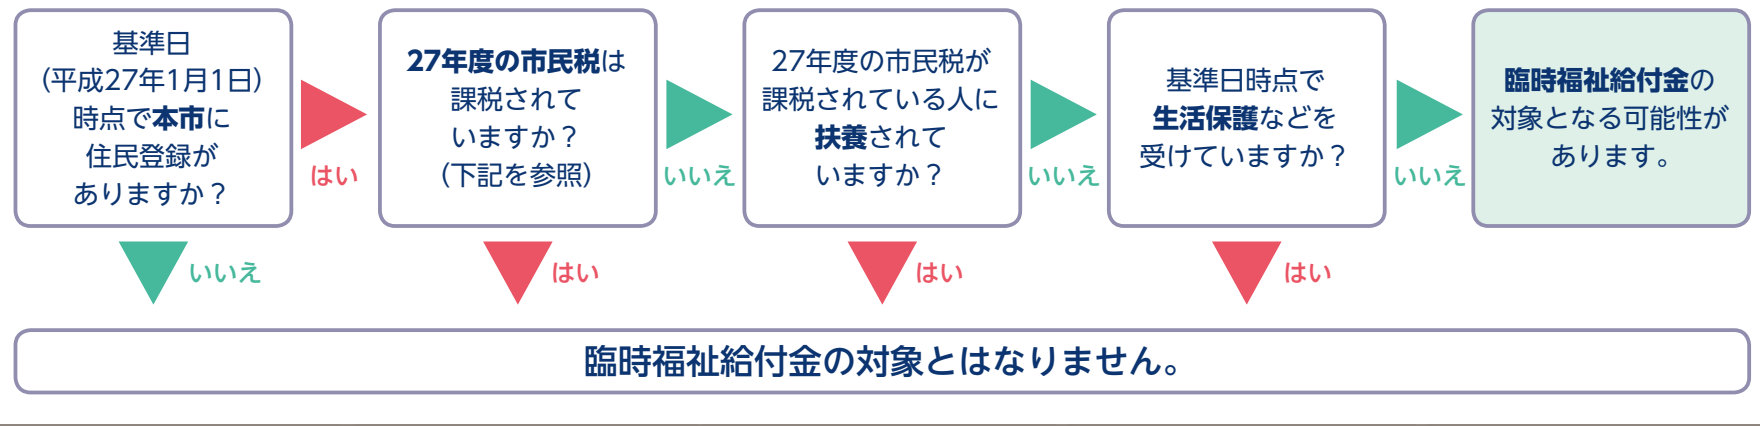 基準日
(平成27年1月1日)
時点で本市に
住民登録が
ありますか？
はい
いいえ
27年度の市民税は
課税されて
いますか？
(下記を参照)
いいえ
はい
27年度の市民税が
課税されている人に
扶養されて
いますか？
いいえ
はい
基準日時点で
生活保護などを
受けていますか？
いいえ
はい
臨時福祉給付金の
対象となる可能性が
あります。
臨時福祉給付金の対象とはなりません。